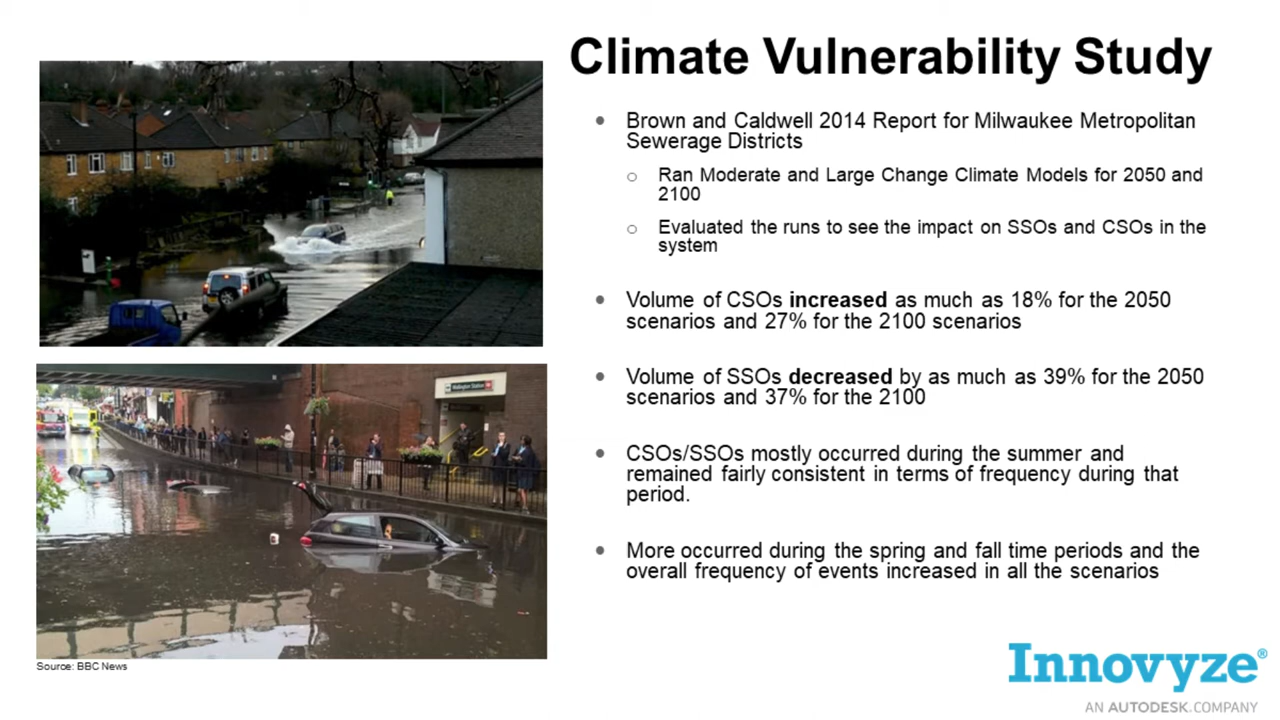 Climate Vulnerability Study
Brown and Caldwell 2014 Report for Milwaukee Metropolitan
Sewerage Districts
Ran Moderate and Large Change Climate Models for 2050 and
2100
Evaluated the runs to see the impact on SSOs and CSOs in the
system
Volume of CSOs increased as much as 18% for the 2050
scenarios and 27% for the 2100 scenarios
Volume of SSOs decreased by as much as 39% for the 2050
scenarios and 37% for the 2100
CSOs/SSOs mostly occurred during the summer and
remained fairly consistent in terms of frequency during that
period.
More occurred during the spring and fall time periods and the
overall frequency of events increased in all the scenarios
Wallington Station
Source: BBC News
Innovyze®
AN AUTODESK COMPANY